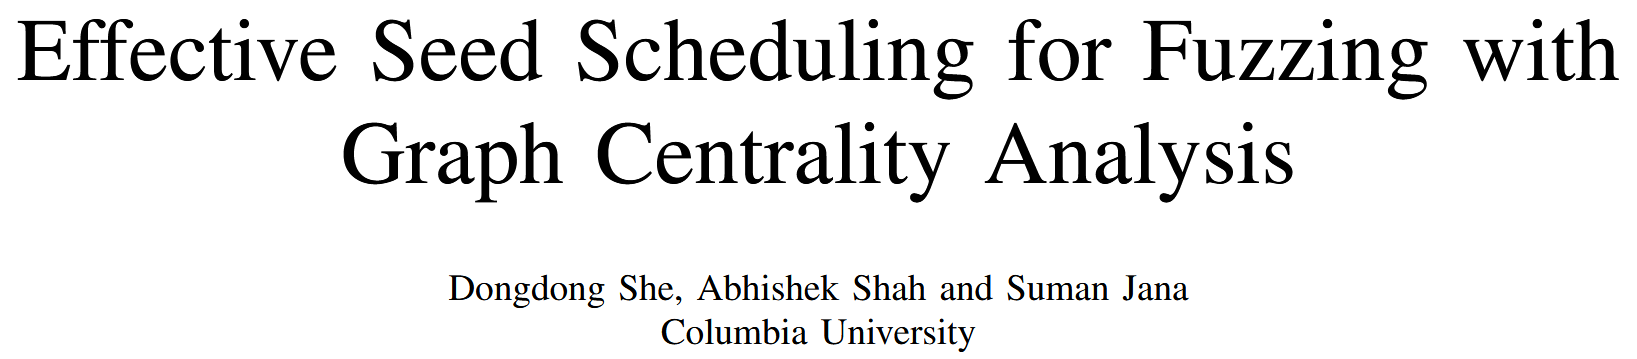 Effective Seed Scheduling for Fuzzing with
Graph Centrality Analysis
Dongdong She, Abhishek Shah and Suman Jana
Columbia University